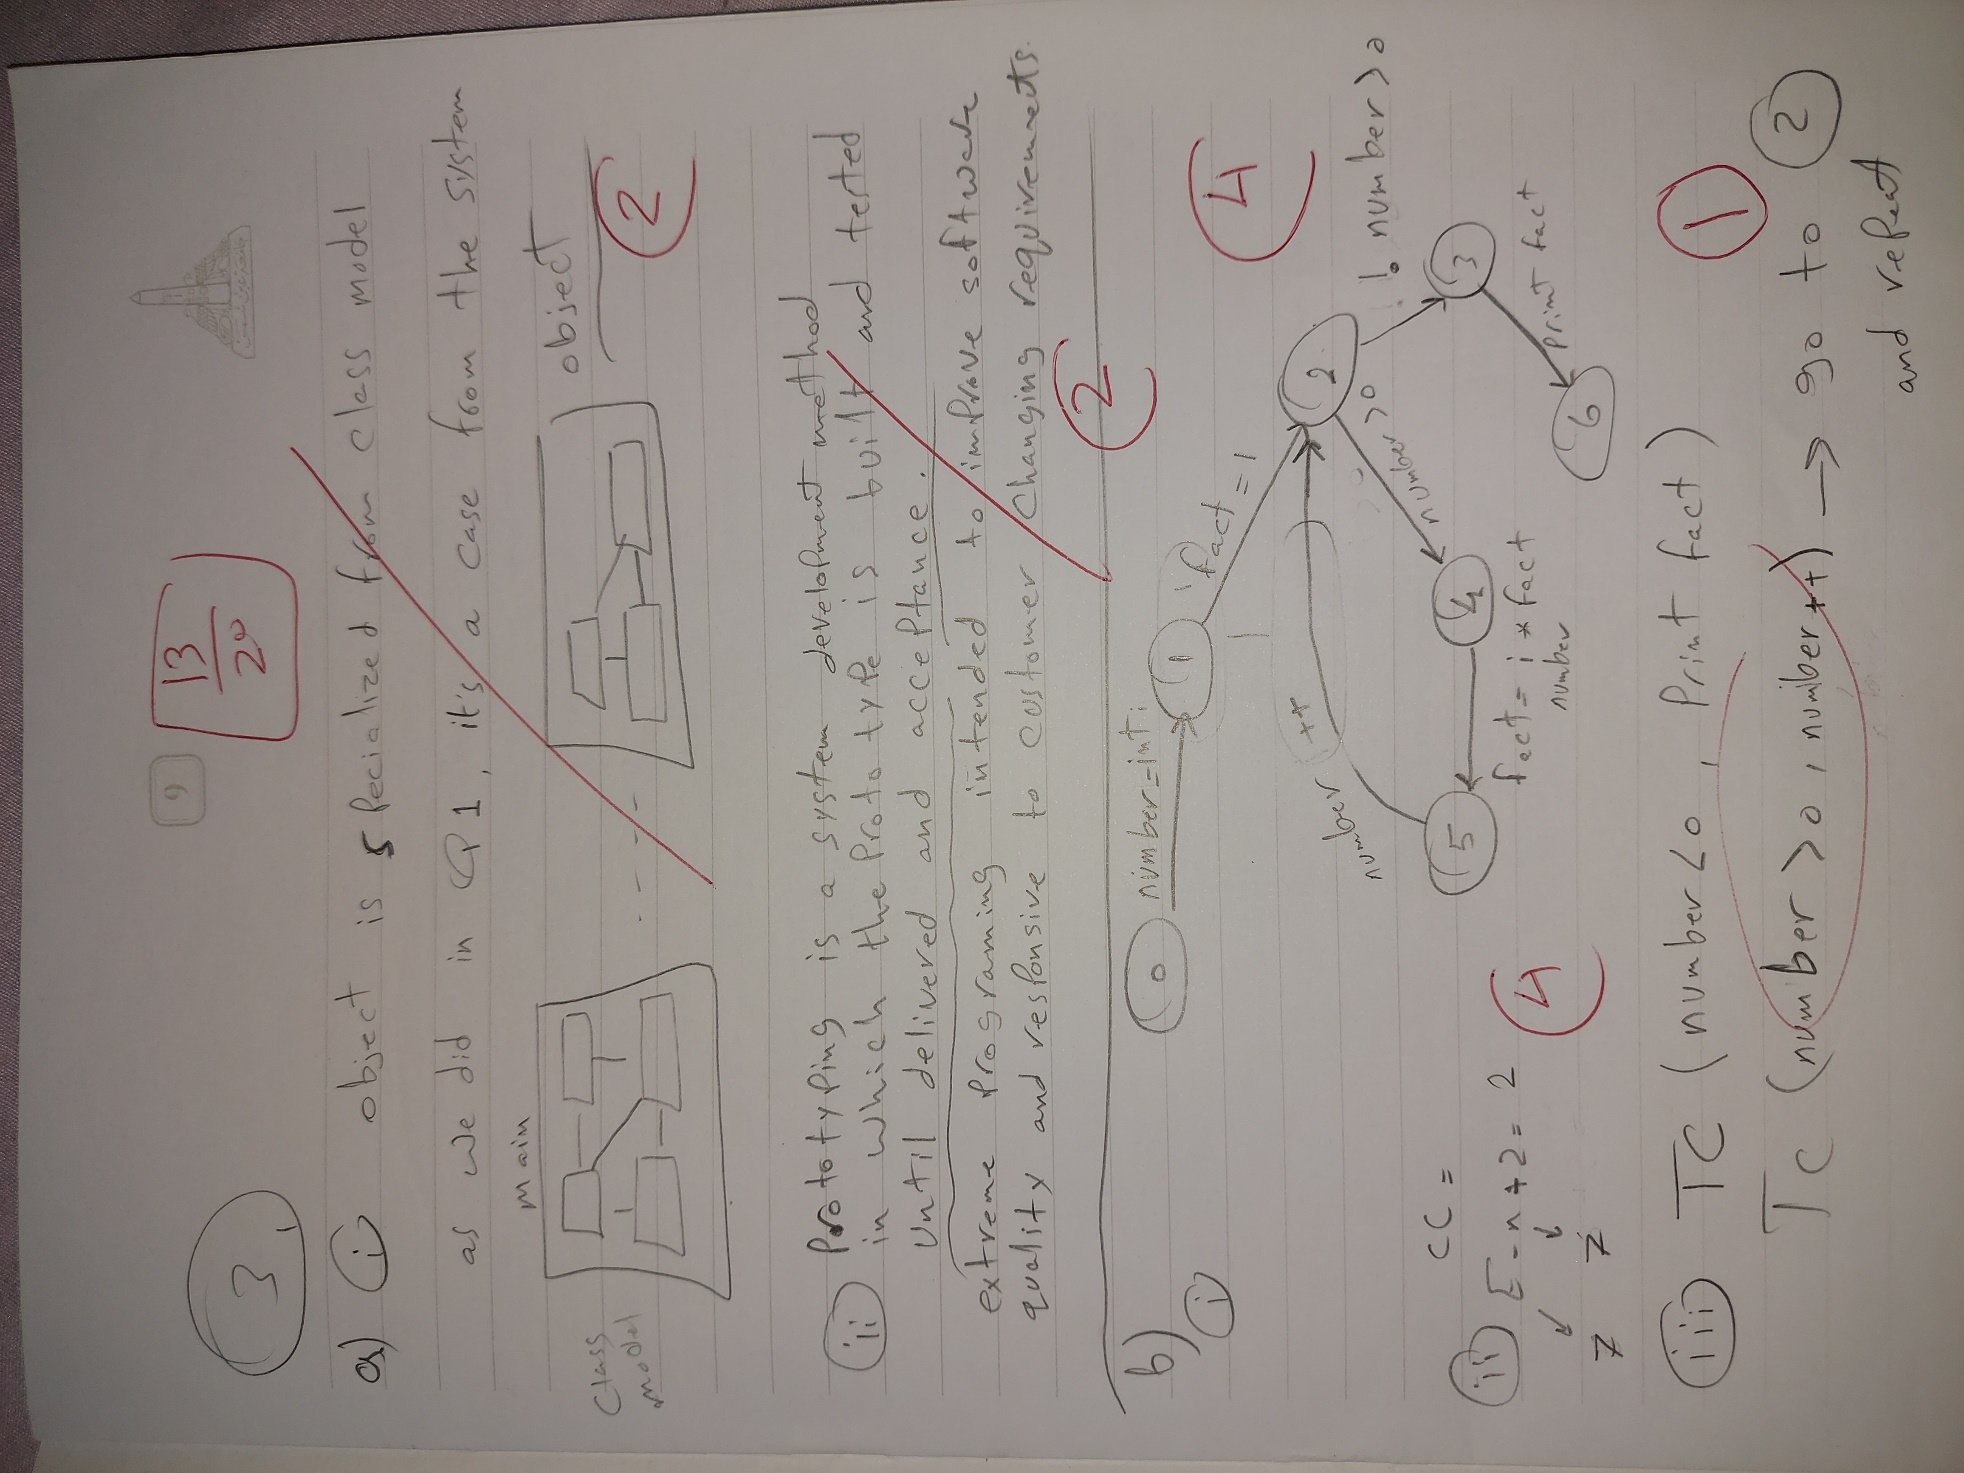 9
13
20
3
a) i object is specialized from class model
as we did in Q1, it's a case from the system
main
object
class
model
- - - -
2
ii Prototyping is a system development method
in which the Prototype is built and tested
until delivered and acceptance.
extreme Programing intended to improve software
quality and responsive to customer changing requirements.
2
b)
i
0 number=int; 1
4
fact = 1
2
number ++
number >0
! number >0
3
5
4
fact = i * fact
number
print fact
6
CC =
ii E - n + 2 = 2
7 7
4
iii TC (number <0, Print fact)
1
TC (number >0, number++) → go to 2
and repeat